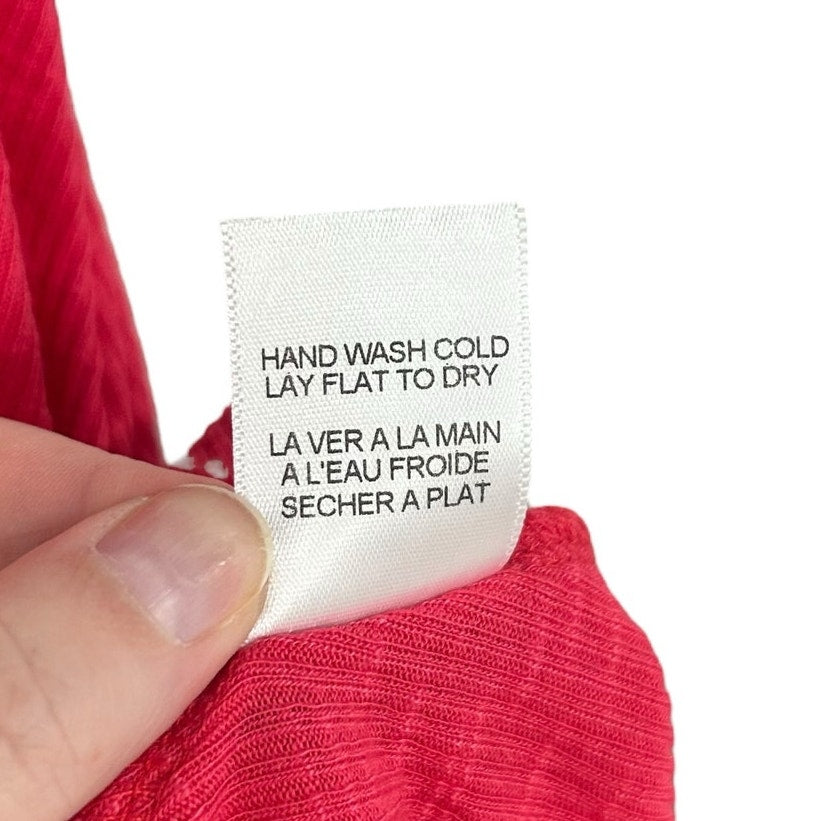 HAND WASH COLD
LAY FLAT TO DRY
LA VER A LA MAIN
A L'EAU FROIDE
SECHER A PLAT